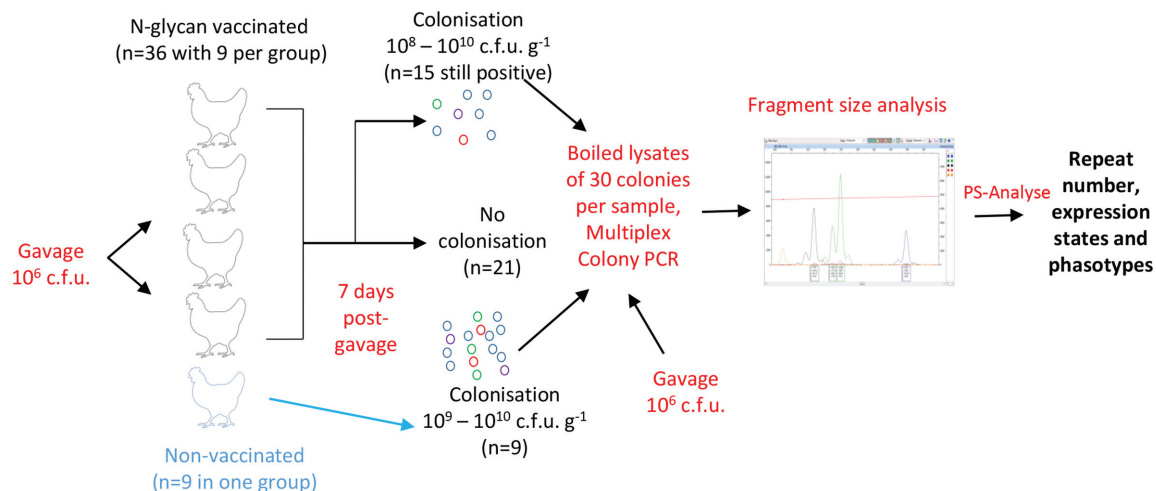 N-glycan vaccinated
(n=36 with 9 per group)
Gavage
10⁶ c.f.u.
Non-vaccinated
(n=9 in one group)
7 days
post-
gavage
Colonisation
10⁸ – 10¹⁰ c.f.u. g⁻¹
(n=15 still positive)
No
colonisation
(n=21)
Colonisation
10⁹ – 10¹⁰ c.f.u. g⁻¹
(n=9)
Boiled lysates
of 30 colonies
per sample,
Multiplex
Colony PCR
Gavage
10⁶ c.f.u.
Fragment size analysis
PS-Analyse
Repeat
number,
expression
states and
phasotypes